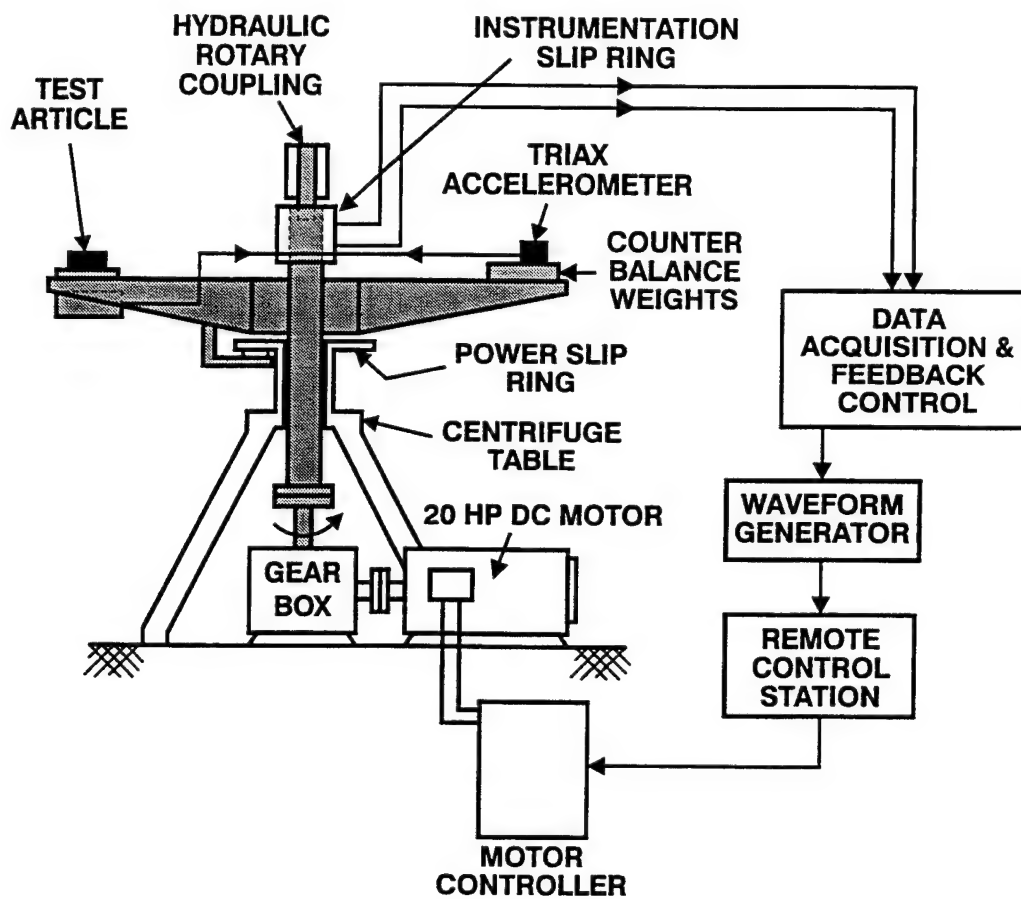 HYDRAULIC
ROTARY
COUPLING
INSTRUMENTATION
SLIP RING
TEST
ARTICLE
TRIAX
ACCELEROMETER
COUNTER
BALANCE
WEIGHTS
DATA
ACQUISITION &
FEEDBACK
CONTROL
POWER SLIP
RING
CENTRIFUGE
TABLE
WAVEFORM
GENERATOR
20 HP DC MOTOR
GEAR
BOX
REMOTE
CONTROL
STATION
MOTOR
CONTROLLER